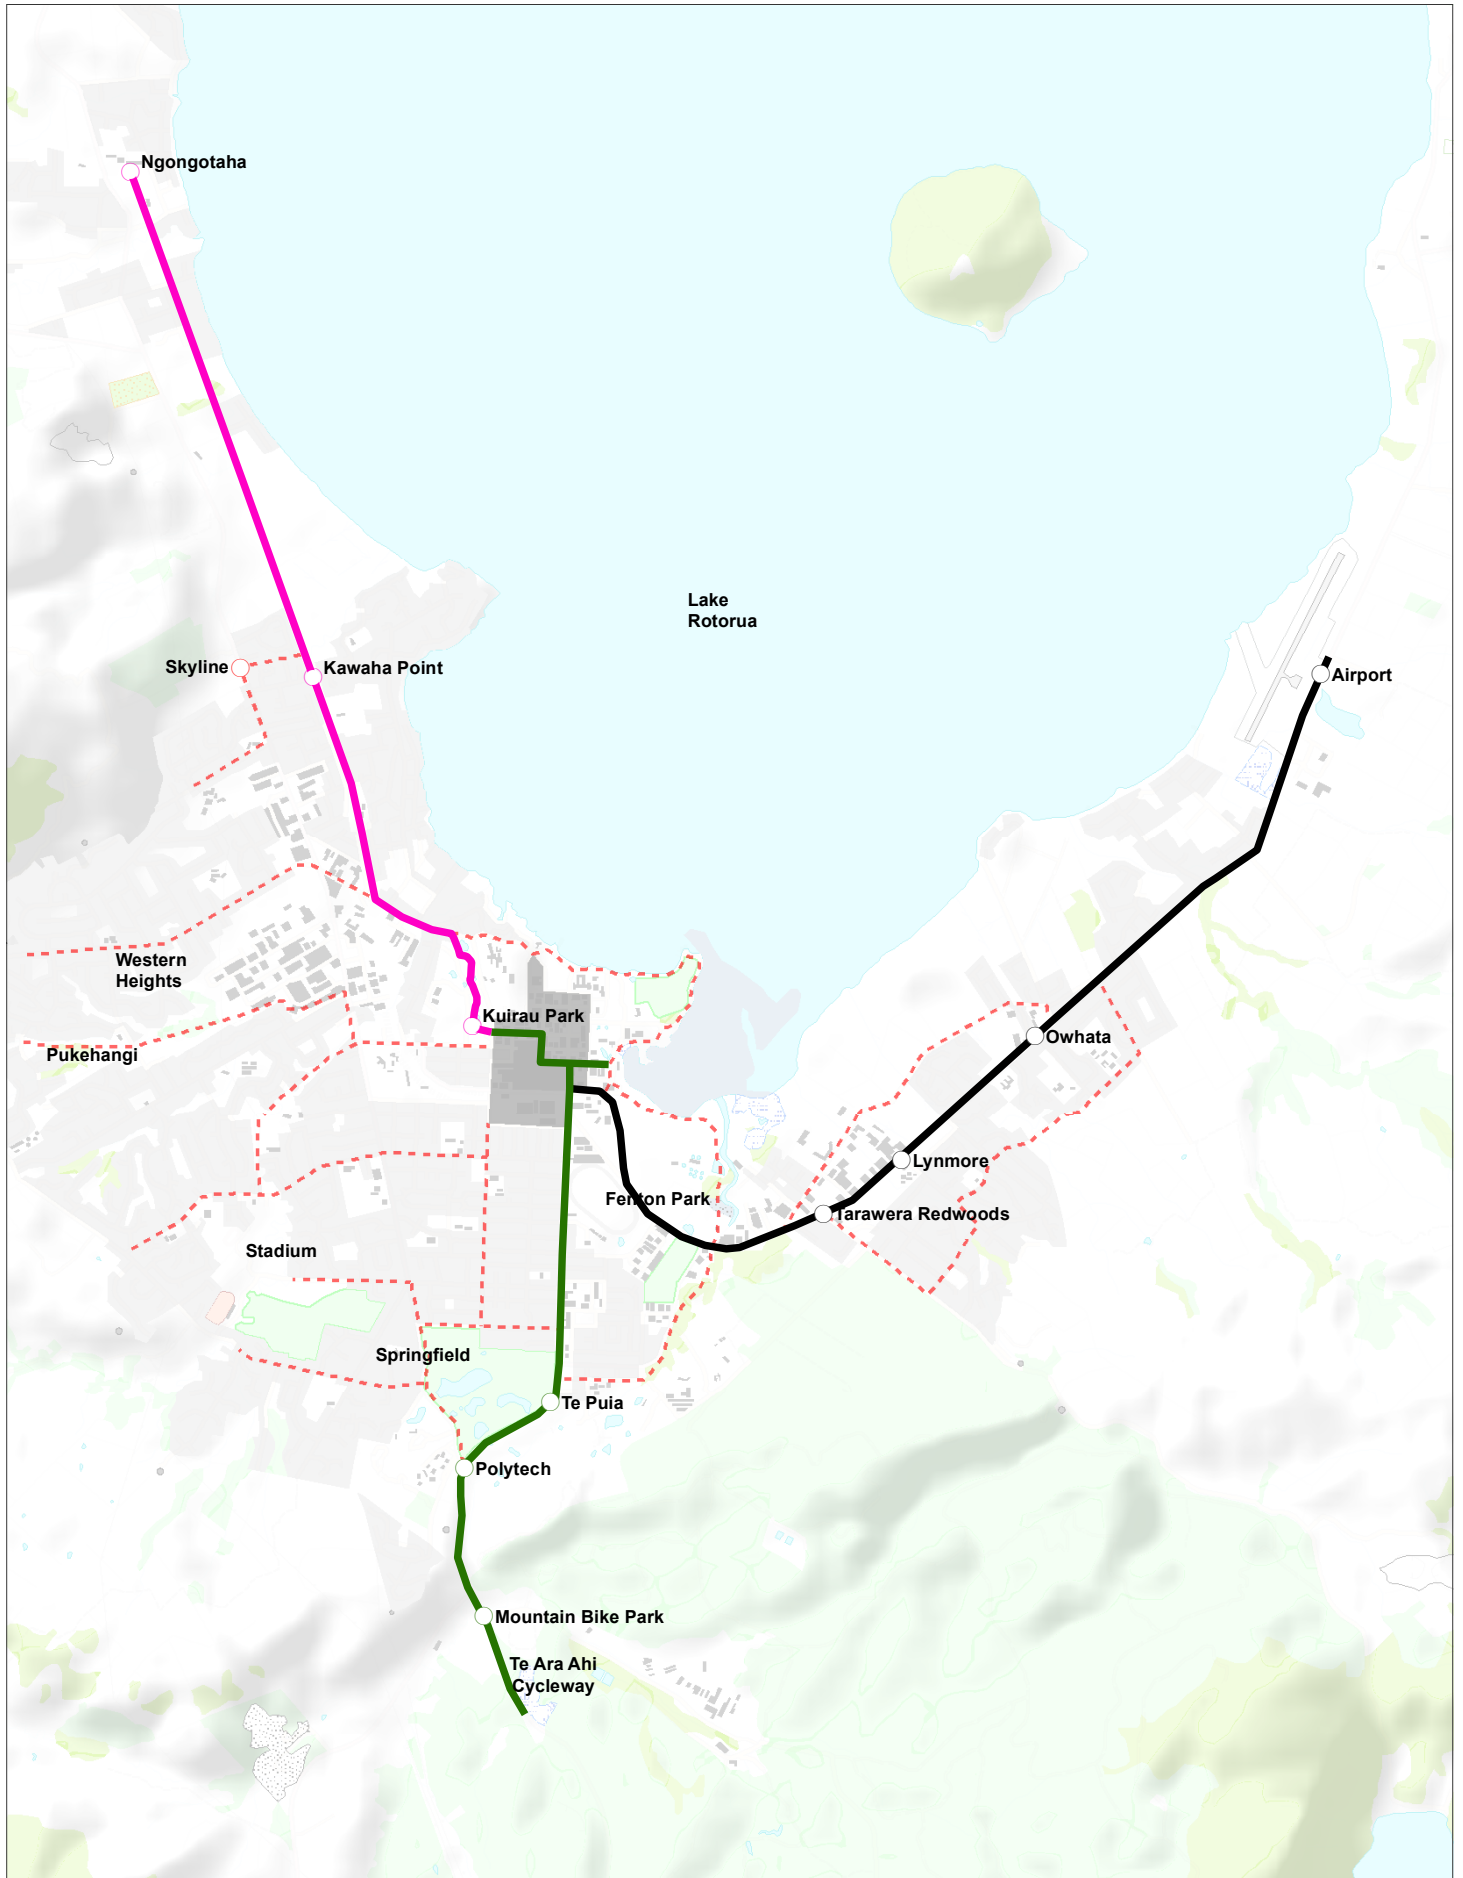 Ngongotaha
Lake
Rotorua
Skyline
Kawaha Point
Airport
Western
Heights
Kuirau Park
Pukehangi
Owhata
Lynmore
Fenton Park
Tarawera Redwoods
Stadium
Springfield
Te Puia
Polytech
Mountain Bike Park
Te Ara Ahi
Cycleway